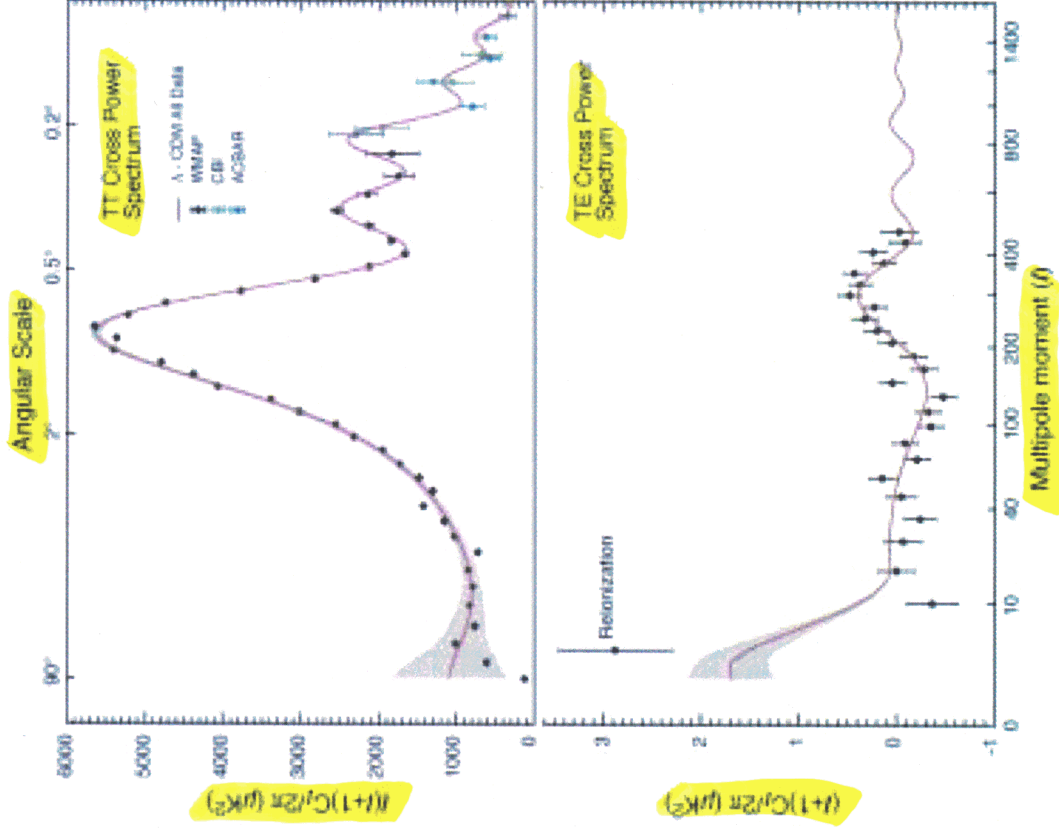 Angular Scale
90° 2° 0.5° 0.2°
TT Cross Power
Spectrum
Λ - CDM All Data
WMAP
CBI
ACBAR
6000
5000
4000
3000
2000
1000
0
l(l+1)Cl/2π (μK²)
TE Cross Power
Spectrum
Reionization
3
2
1
0
-1
(l+1)Cl/2π (μK²)
0 10 40 100 200 400 800 1400
Multipole moment (l)